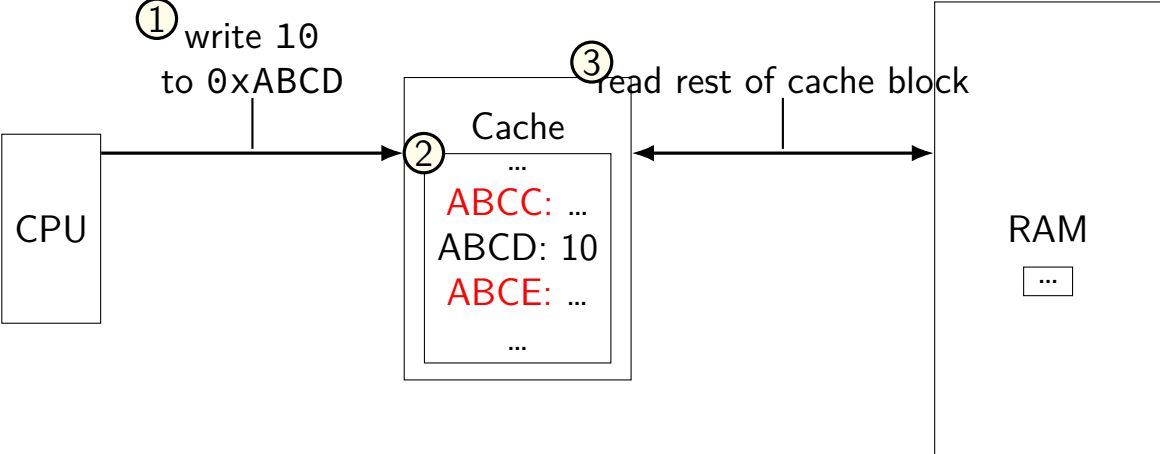 1
write 10
to 0xABCD
3
read rest of cache block
Cache
2
...
ABCC: ...
ABCD: 10
ABCE: ...
...
CPU
RAM
...